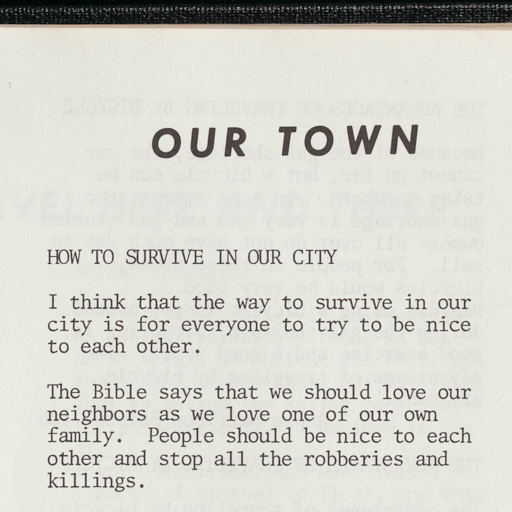 OUR TOWN
HOW TO SURVIVE IN OUR CITY
I think that the way to survive in our
city is for everyone to try to be nice
to each other.
The Bible says that we should love our
neighbors as we love one of our own
family.  People should be nice to each
other and stop all the robberies and
killings.